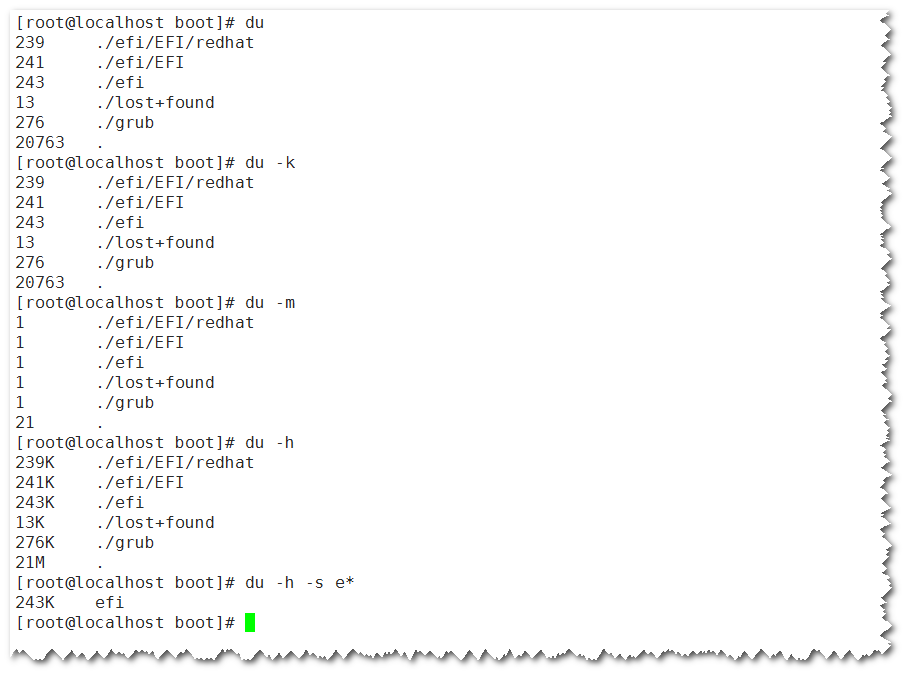 [root@localhost boot]# du
239     ./efi/EFI/redhat
241     ./efi/EFI
243     ./efi
13      ./lost+found
276     ./grub
20763   .
[root@localhost boot]# du -k
239     ./efi/EFI/redhat
241     ./efi/EFI
243     ./efi
13      ./lost+found
276     ./grub
20763   .
[root@localhost boot]# du -m
1       ./efi/EFI/redhat
1       ./efi/EFI
1       ./efi
1       ./lost+found
1       ./grub
21      .
[root@localhost boot]# du -h
239K    ./efi/EFI/redhat
241K    ./efi/EFI
243K    ./efi
13K     ./lost+found
276K    ./grub
21M     .
[root@localhost boot]# du -h -s e*
243K    efi
[root@localhost boot]#